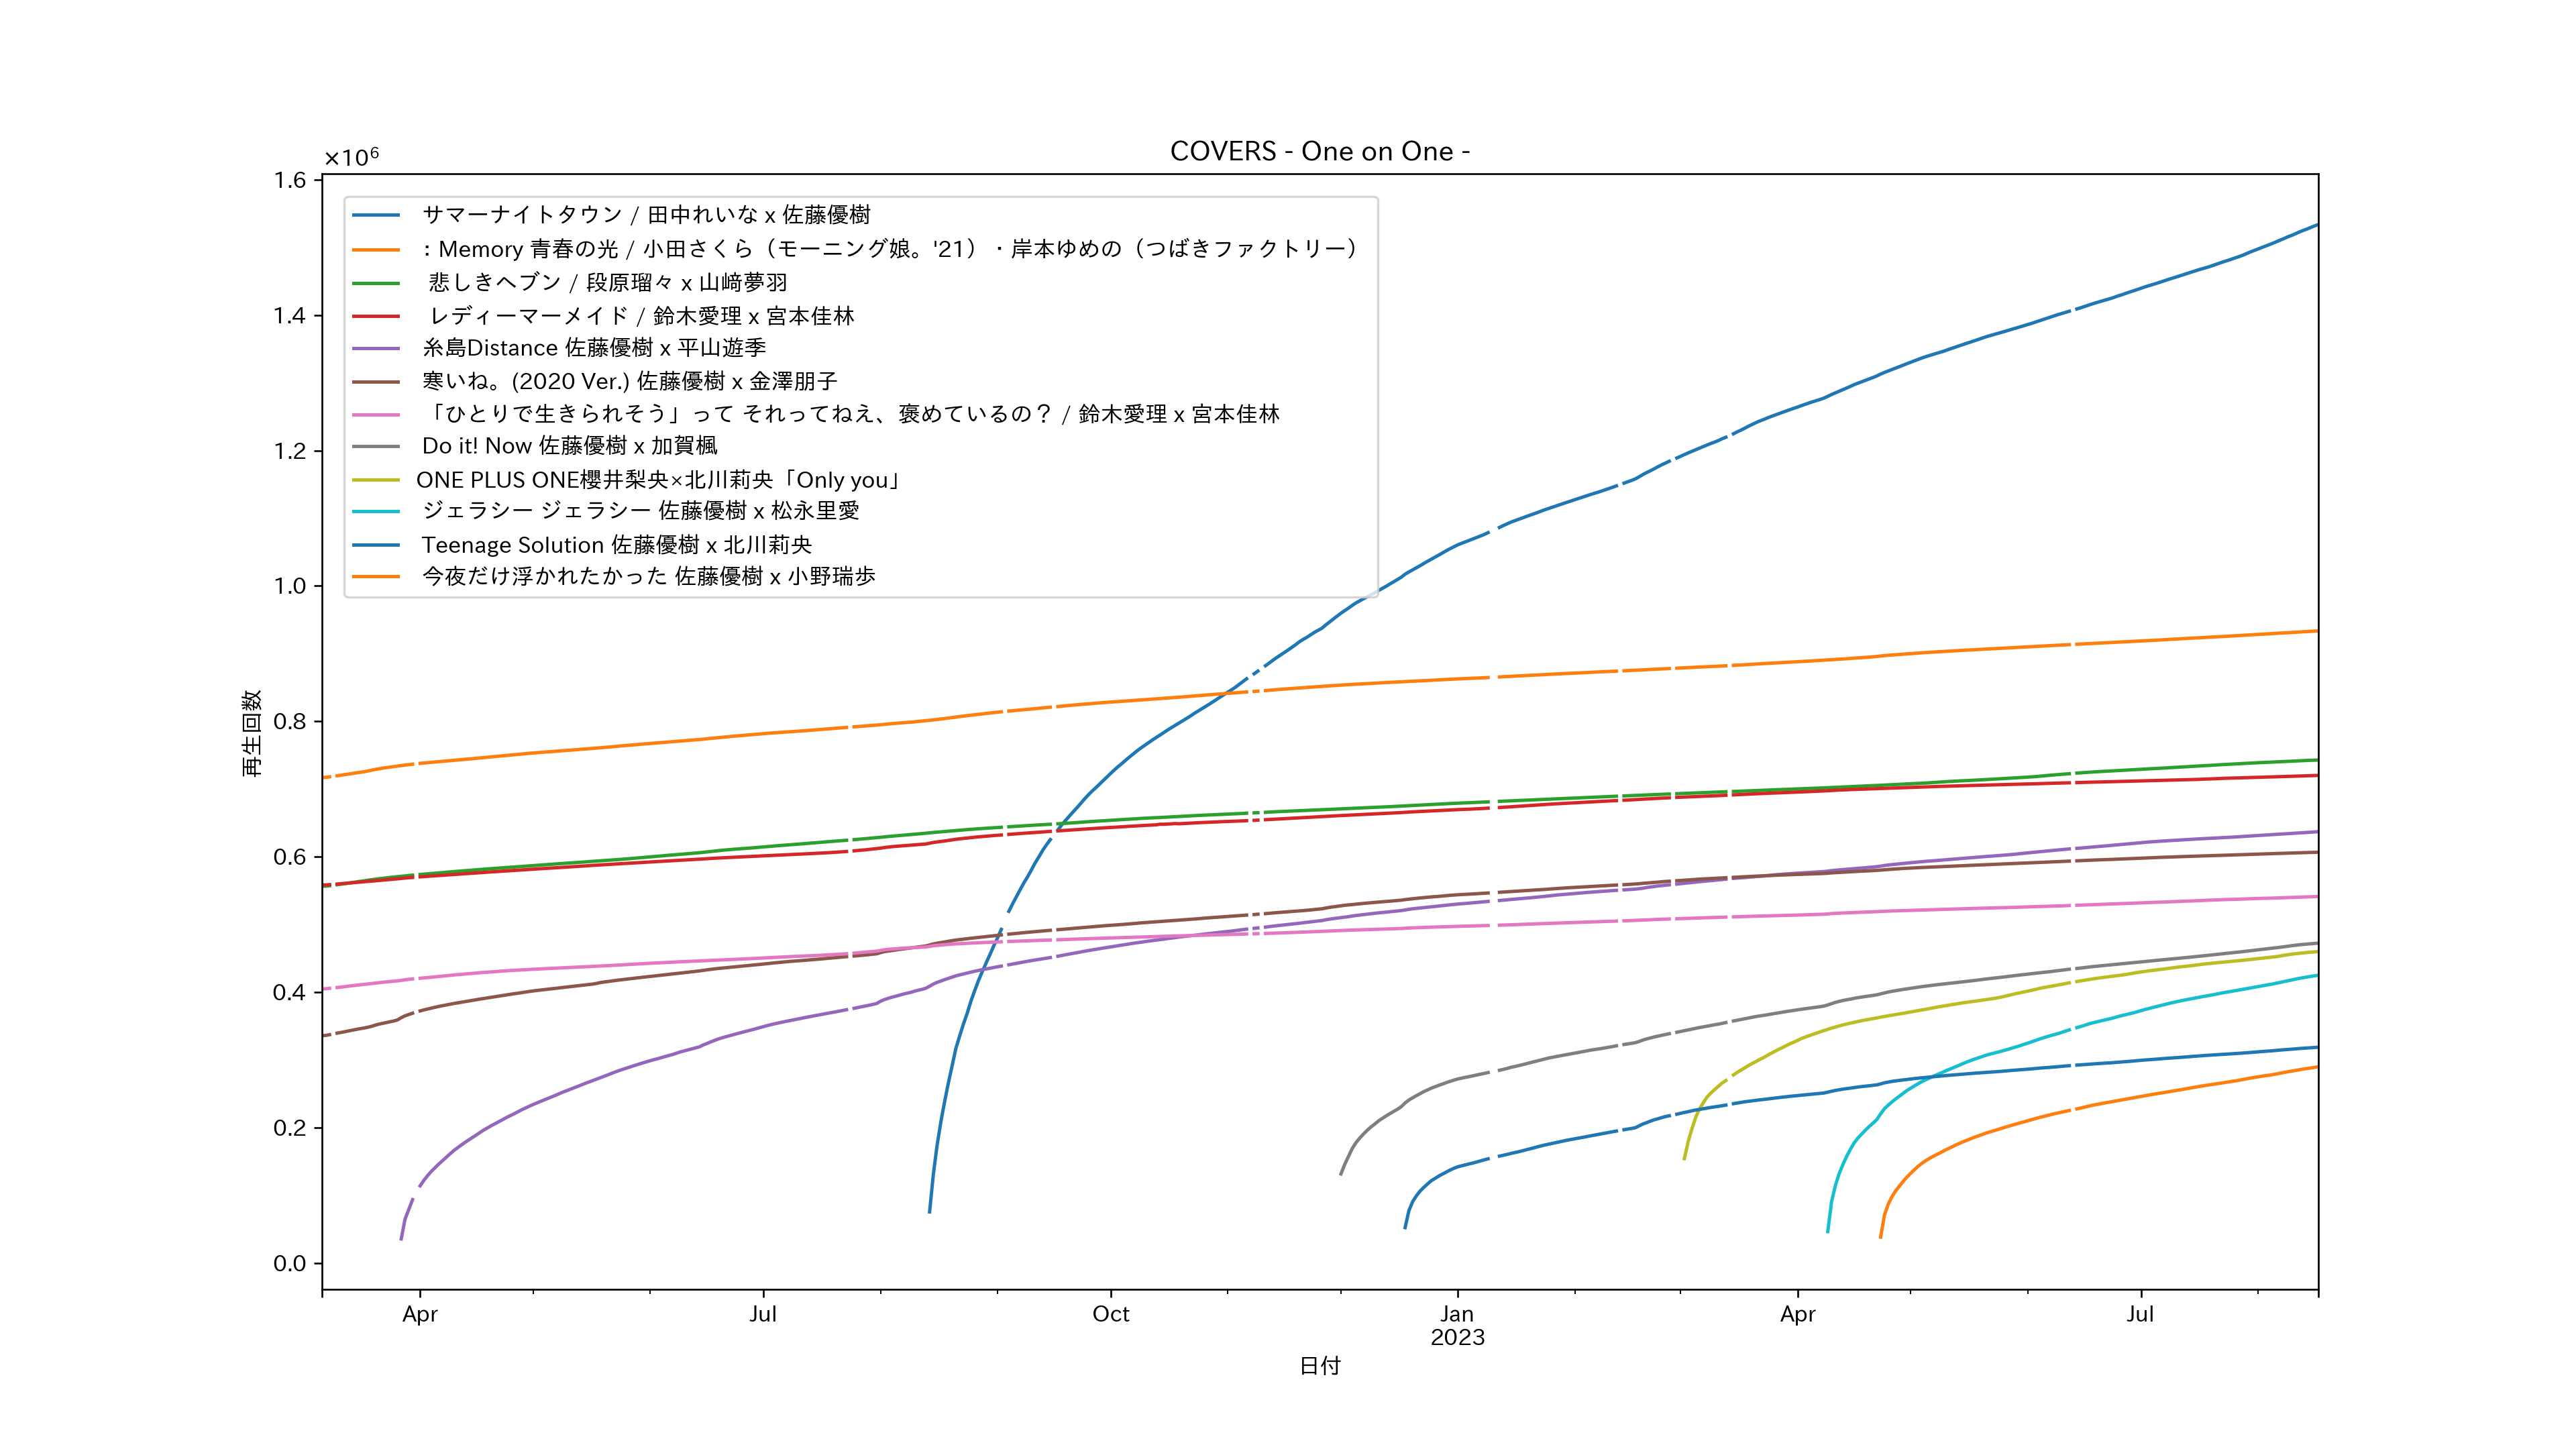 COVERS - One on One -
×10⁶
1.6
1.4
1.2
1.0
0.8
0.6
0.4
0.2
0.0
再生回数
サマーナイトタウン / 田中れいな x 佐藤優樹
: Memory 青春の光 / 小田さくら（モーニング娘。'21）・岸本ゆめの（つばきファクトリー）
悲しきヘブン / 段原瑠々 x 山﨑夢羽
レディーマーメイド / 鈴木愛理 x 宮本佳林
糸島Distance 佐藤優樹 x 平山遊季
寒いね。(2020 Ver.) 佐藤優樹 x 金澤朋子
「ひとりで生きられそう」って それってねえ、褒めているの？ / 鈴木愛理 x 宮本佳林
Do it! Now 佐藤優樹 x 加賀楓
ONE PLUS ONE櫻井梨央×北川莉央「Only you」
ジェラシー ジェラシー 佐藤優樹 x 松永里愛
Teenage Solution 佐藤優樹 x 北川莉央
今夜だけ浮かれたかった 佐藤優樹 x 小野瑞歩
Apr Jul Oct Jan Apr Jul
2023
日付